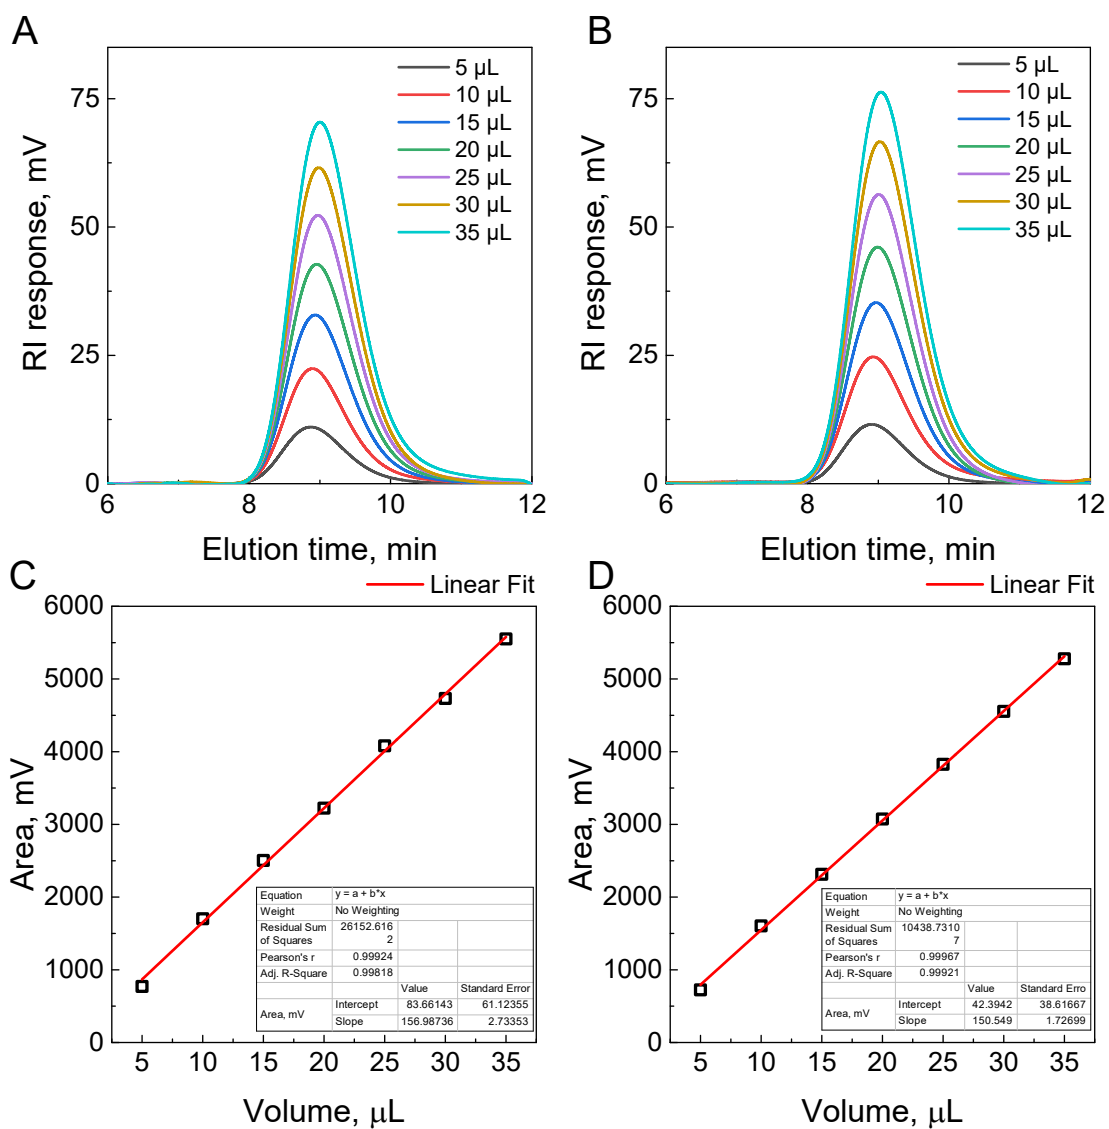 A
B
5 µL
10 µL
15 µL
20 µL
25 µL
30 µL
35 µL
5 µL
10 µL
15 µL
20 µL
25 µL
30 µL
35 µL
75
50
25
0
RI response, mV
6 8 10 12
Elution time, min
75
50
25
0
RI response, mV
6 8 10 12
Elution time, min
C
Linear Fit
6000
5000
4000
3000
2000
1000
0
Area, mV
Equation y = a + b*x
Weight No Weighting
Residual Sum 26152.616
of Squares 2
Pearson's r 0.99924
Adj. R-Square 0.99818
Value Standard Error
Area, mV Intercept 83.66143 61.12355
Slope 156.98736 2.73353
5 10 15 20 25 30 35
Volume, μL
D
Linear Fit
6000
5000
4000
3000
2000
1000
0
Area, mV
Equation y = a + b*x
Weight No Weighting
Residual Sum 10438.7310
of Squares 7
Pearson's r 0.99967
Adj. R-Square 0.99921
Value Standard Erro
Area, mV Intercept 42.3942 38.61667
Slope 150.549 1.72699
5 10 15 20 25 30 35
Volume, μL